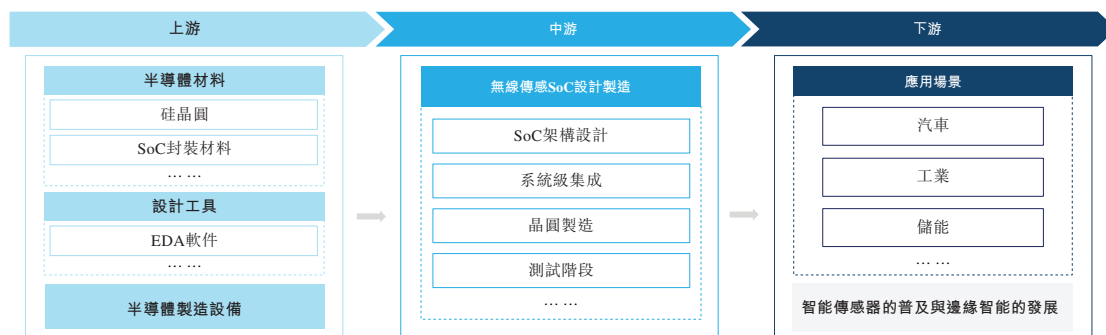 上游
中游
下游
半導體材料
硅晶圓
SoC封裝材料
… …
設計工具
EDA軟件
… …
半導體製造設備
無線傳感SoC設計製造
SoC架構設計
系統級集成
晶圓製造
測試階段
… …
應用場景
汽車
工業
儲能
… …
智能傳感器的普及與邊緣智能的發展